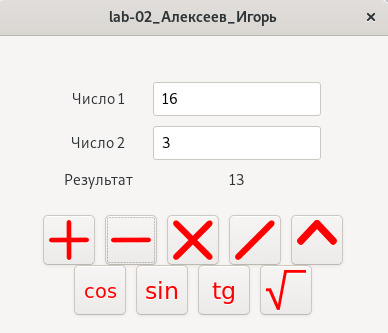 lab-02_Алексеев_Игорь
Число 1 16
Число 2 3
Результат 13
+ − × / ^
cos sin tg √